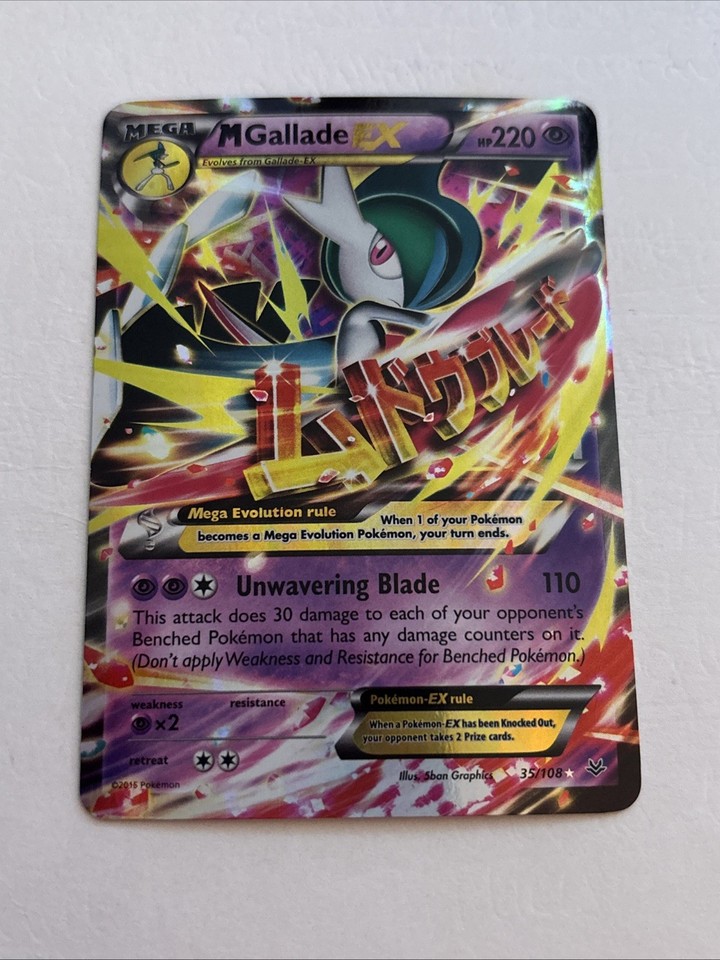 MEGA
M Gallade EX
HP220
Evolves from Gallade-EX
ムドウブレード
Mega Evolution rule
When 1 of your Pokémon
becomes a Mega Evolution Pokémon, your turn ends.
Unwavering Blade 110
This attack does 30 damage to each of your opponent's
Benched Pokémon that has any damage counters on it.
(Don't apply Weakness and Resistance for Benched Pokémon.)
weakness resistance
×2
Pokémon-EX rule
When a Pokémon-EX has been Knocked Out,
your opponent takes 2 Prize cards.
retreat
Illus. 5ban Graphics 35/108
©2015 Pokémon